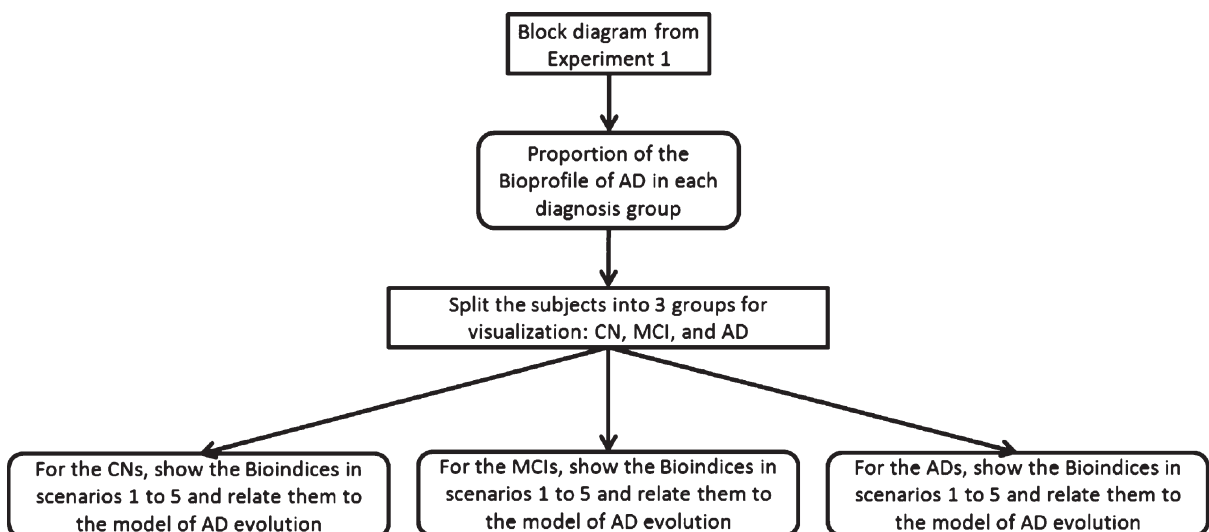 Block diagram from
Experiment 1
Proportion of the
Bioprofile of AD in each
diagnosis group
Split the subjects into 3 groups for
visualization: CN, MCI, and AD
For the CNs, show the Bioindices in
scenarios 1 to 5 and relate them to
the model of AD evolution
For the MCIs, show the Bioindices in
scenarios 1 to 5 and relate them to
the model of AD evolution
For the ADs, show the Bioindices in
scenarios 1 to 5 and relate them to
the model of AD evolution